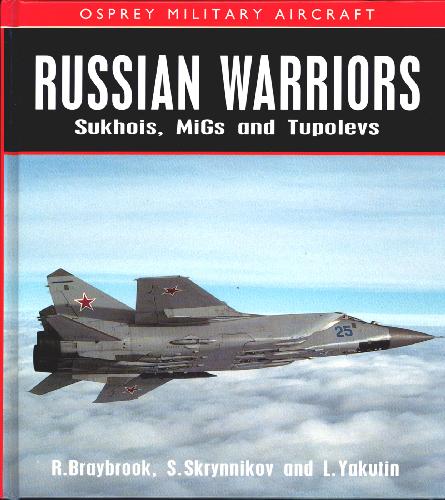 OSPREY MILITARY AIRCRAFT
RUSSIAN WARRIORS
Sukhois, MiGs and Tupolevs
25
R.Braybrook, S.Skrynnikov and L.Yakutin